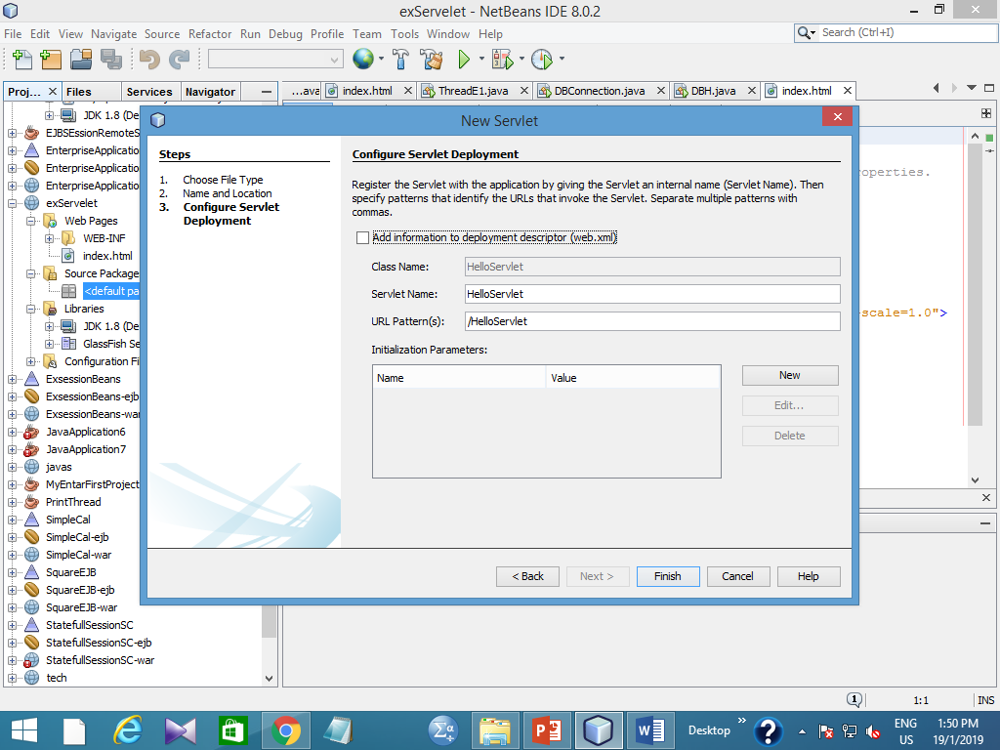 exServelet - NetBeans IDE 8.0.2
File Edit View Navigate Source Refactor Run Debug Profile Team Tools Window Help
Search (Ctrl+I)
Proj... Files Services Navigator
...ava index.html ThreadE1.java DBConnection.java DBH.java index.html
JDK 1.8 (De
EJBSEssionRemoteS
EnterpriseApplicatio
EnterpriseApplicatio
EnterpriseApplicatio
exServelet
Web Pages
WEB-INF
index.html
Source Package
<default pa
Libraries
JDK 1.8 (De
GlassFish Se
Configuration Fi
ExsessionBeans
ExsessionBeans-ejb
ExsessionBeans-war
JavaApplication6
JavaApplication7
javas
MyEntarFirstProject
PrintThread
SimpleCal
SimpleCal-ejb
SimpleCal-war
SquareEJB
SquareEJB-ejb
SquareEJB-war
StatefullSessionSC
StatefullSessionSC-ejb
StatefullSessionSC-war
tech
New Servlet
Steps
1. Choose File Type
2. Name and Location
3. Configure Servlet
Deployment
Configure Servlet Deployment
Register the Servlet with the application by giving the Servlet an internal name (Servlet Name). Then
specify patterns that identify the URLs that invoke the Servlet. Separate multiple patterns with
commas.
Add information to deployment descriptor (web.xml)
Class Name: HelloServlet
Servlet Name: HelloServlet
URL Pattern(s): /HelloServlet
Initialization Parameters:
Name Value
New
Edit...
Delete
< Back Next > Finish Cancel Help
operties.
scale=1.0">
1 1:1 INS
Desktop » ENG 1:50 PM
US 19/1/2019